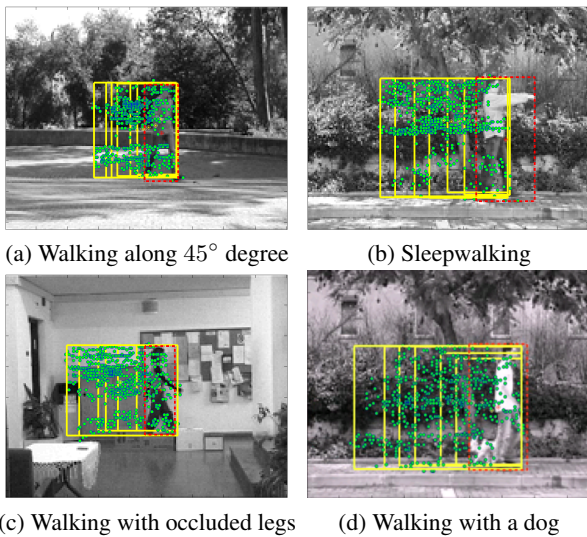 (a) Walking along 45° degree
(b) Sleepwalking
(c) Walking with occluded legs
(d) Walking with a dog